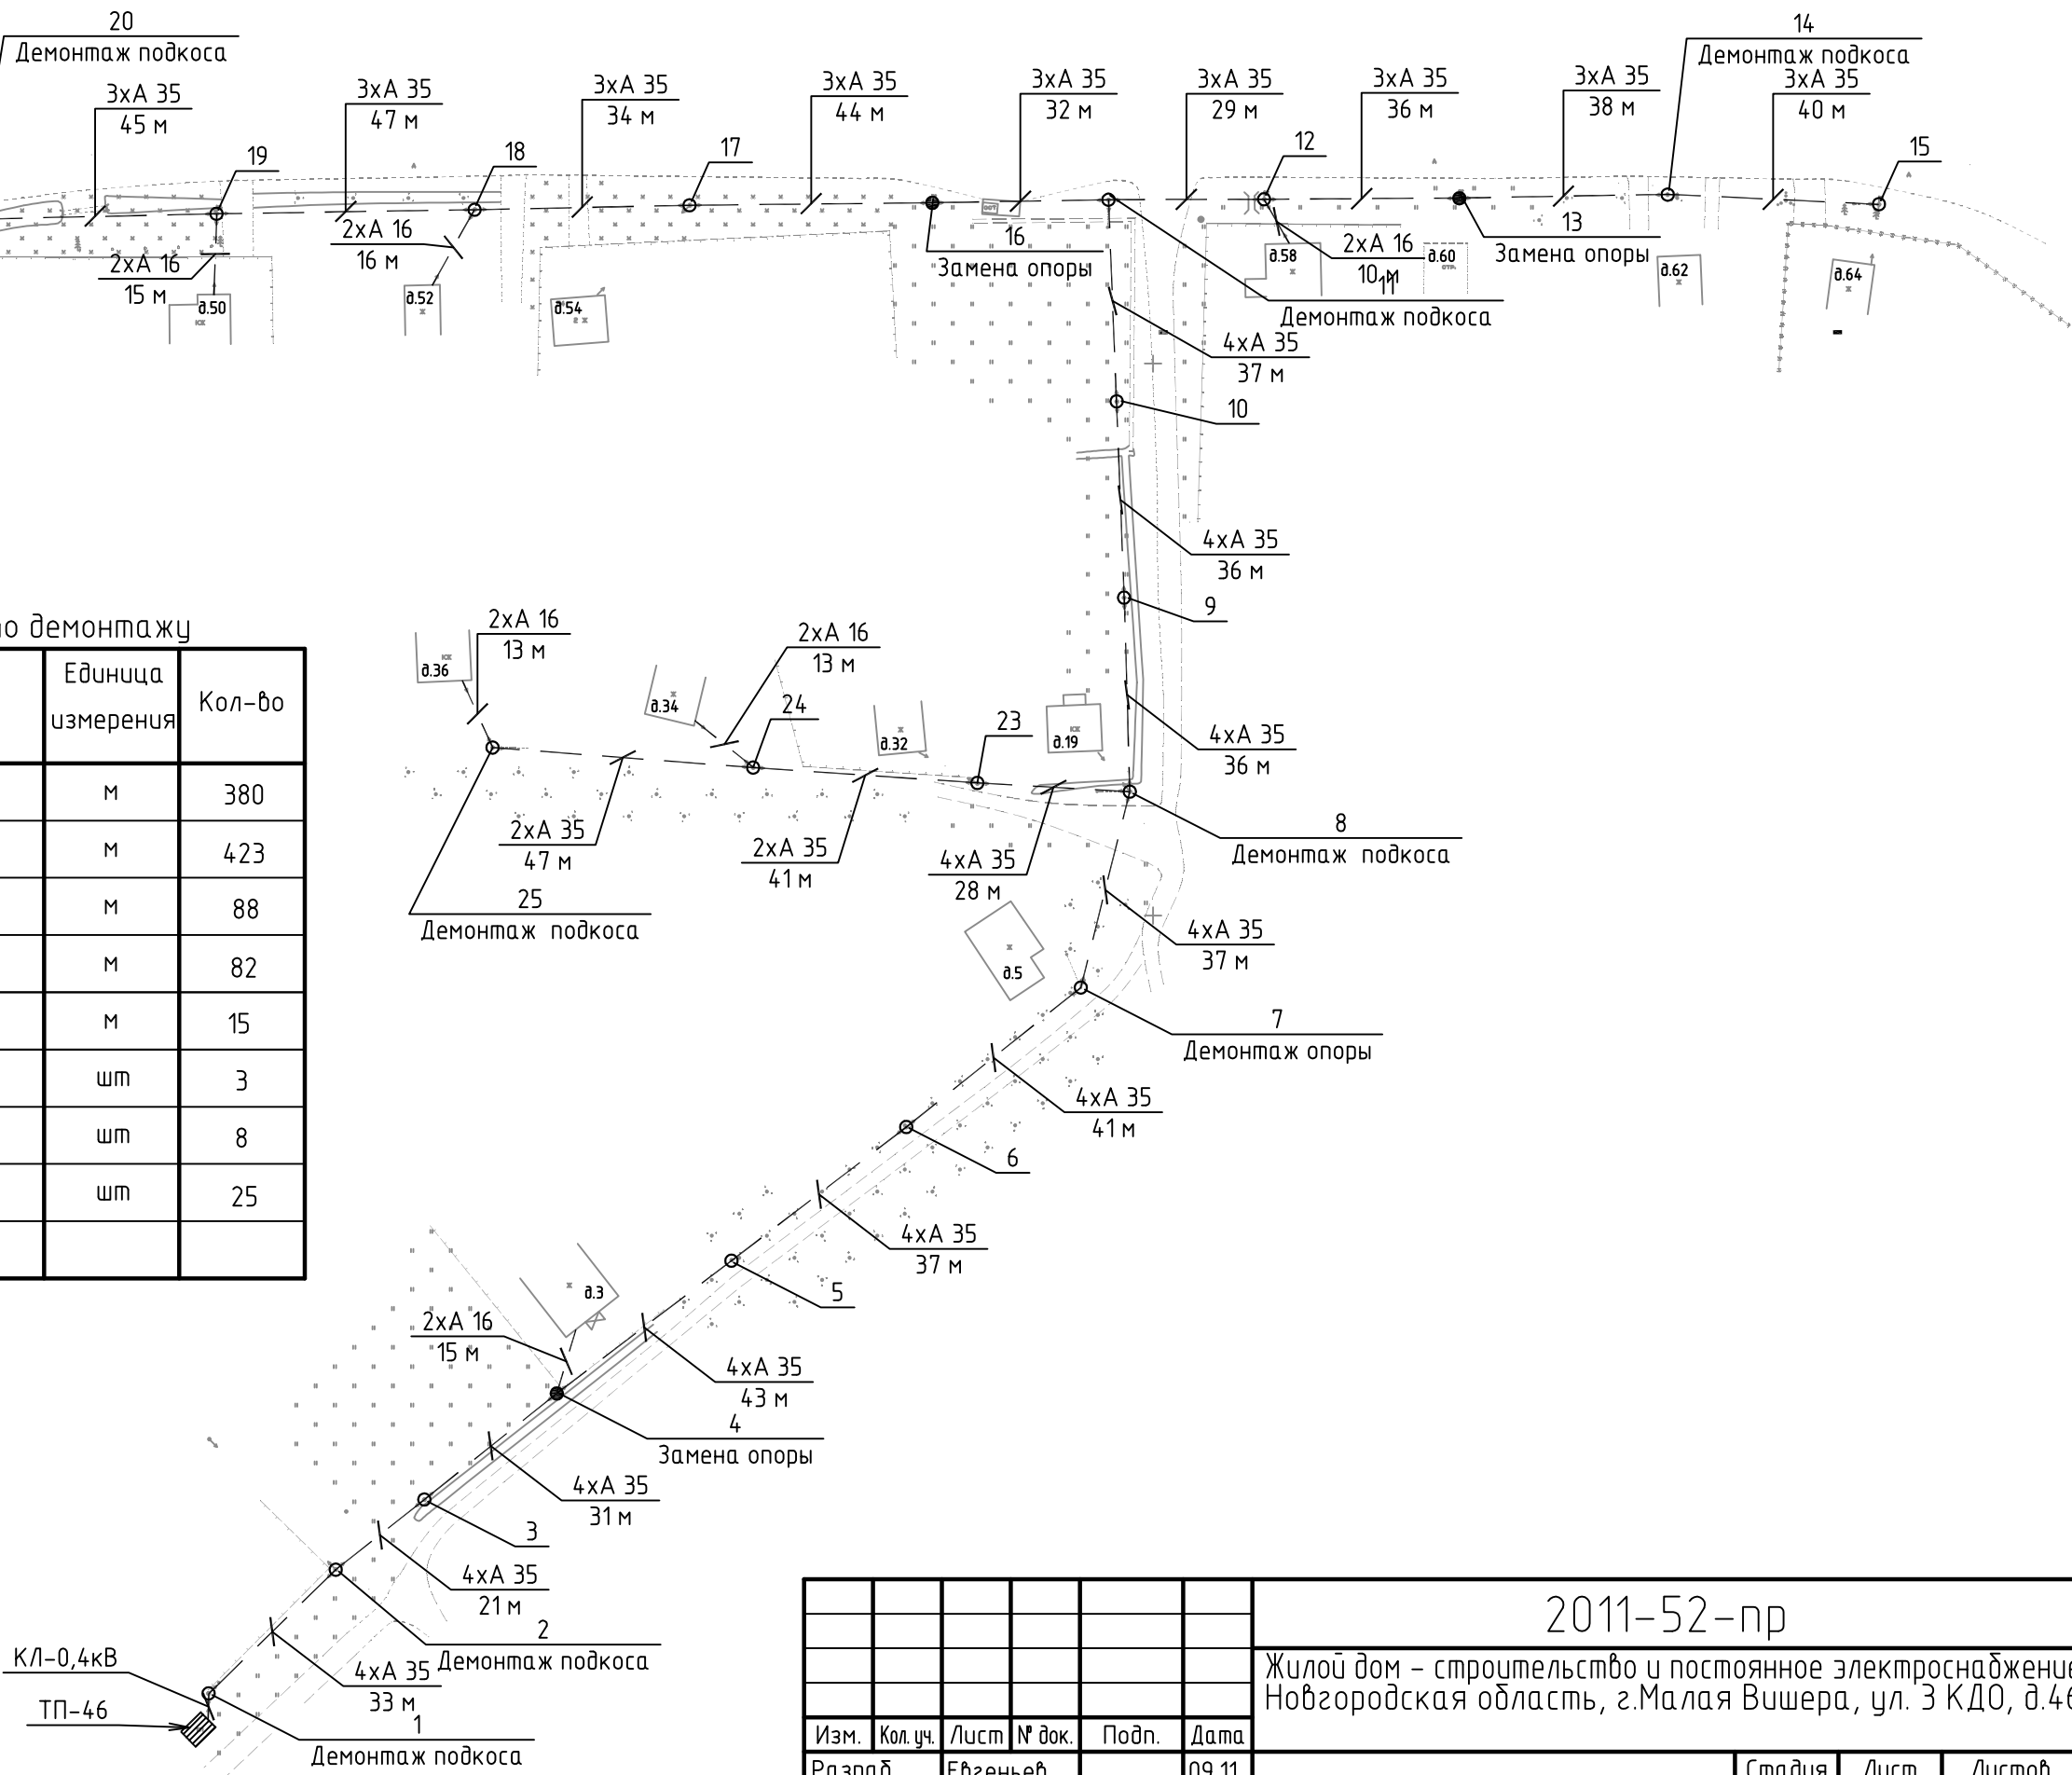 20
Демонтаж подкоса
14
Демонтаж подкоса
3хА 35
45 м
3хА 35
47 м
3хА 35
34 м
3хА 35
44 м
3хА 35
32 м
3хА 35
29 м
3хА 35
36 м
3хА 35
38 м
3хА 35
40 м
19
18
17
12
15
2хА 16
15 м
2хА 16
16 м
16
Замена опоры
2хА 16
10 м
11
Демонтаж подкоса
13
Замена опоры
д.50
д.52
д.54
д.58
д.60
д.62
д.64
4хА 35
37 м
10
4хА 35
36 м
9
4хА 35
36 м
о демонтажу
Единица
измерения
Кол-во
м
380
м
423
м
88
м
82
м
15
шт
3
шт
8
шт
25
2хА 16
13 м
2хА 16
13 м
24
23
д.36
д.34
д.32
д.19
2хА 35
47 м
2хА 35
41 м
4хА 35
28 м
8
Демонтаж подкоса
25
Демонтаж подкоса
4хА 35
37 м
д.5
7
Демонтаж опоры
4хА 35
41 м
6
4хА 35
37 м
5
д.3
2хА 16
15 м
4хА 35
43 м
4
Замена опоры
4хА 35
31 м
3
4хА 35
21 м
2
Демонтаж подкоса
КЛ-0,4кВ
4хА 35
33 м
ТП-46
1
Демонтаж подкоса
2011-52-пр
Жилой дом - строительство и постоянное электроснабжение
Новгородская область, г.Малая Вишера, ул. 3 КДО, д.46
Изм.
Кол. уч.
Лист
№ док.
Подп.
Дата
Разраб
Евгеньев
09.11
Стадия
Лист
Листов